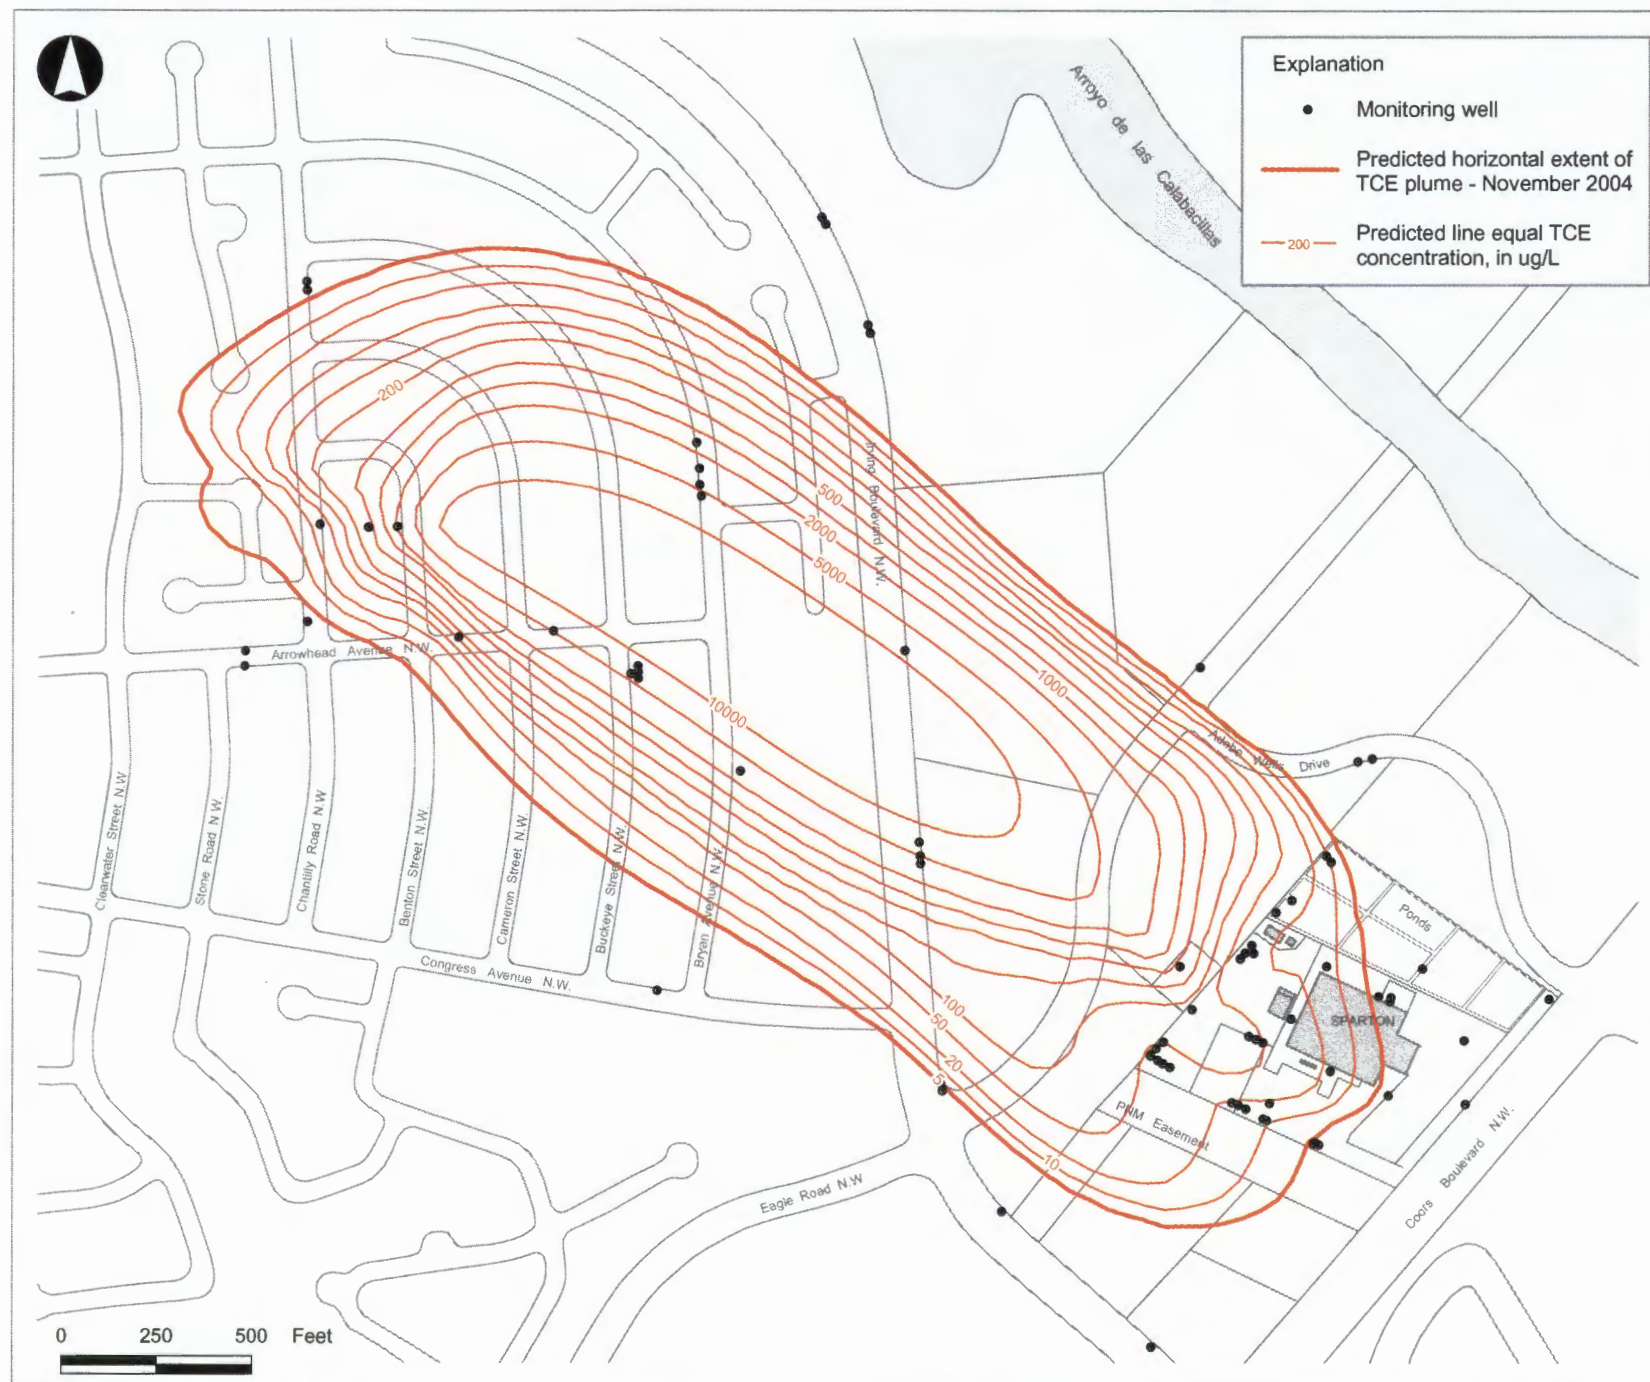 Explanation
Monitoring well
Predicted horizontal extent of
TCE plume - November 2004
200
Predicted line equal TCE
concentration, in ug/L
Arroyo de las Calabacillas
200
500
2000
5000
Irving Boulevard N.W.
1000
Arrowhead Avenue N.W.
10000
Adobe Wells Drive
Clearwater Street N.W
Stone Road N.W.
Chantilly Road N.W
Benton Street N.W.
Cameron Street N.W.
Buckeye Street N.W.
Bryan Avenue N.W.
Ponds
Congress Avenue N.W.
100
50
20
5
SPARTON
PNM Easement
10
Eagle Road N.W
Coors Boulevard N.W.
0 250 500 Feet